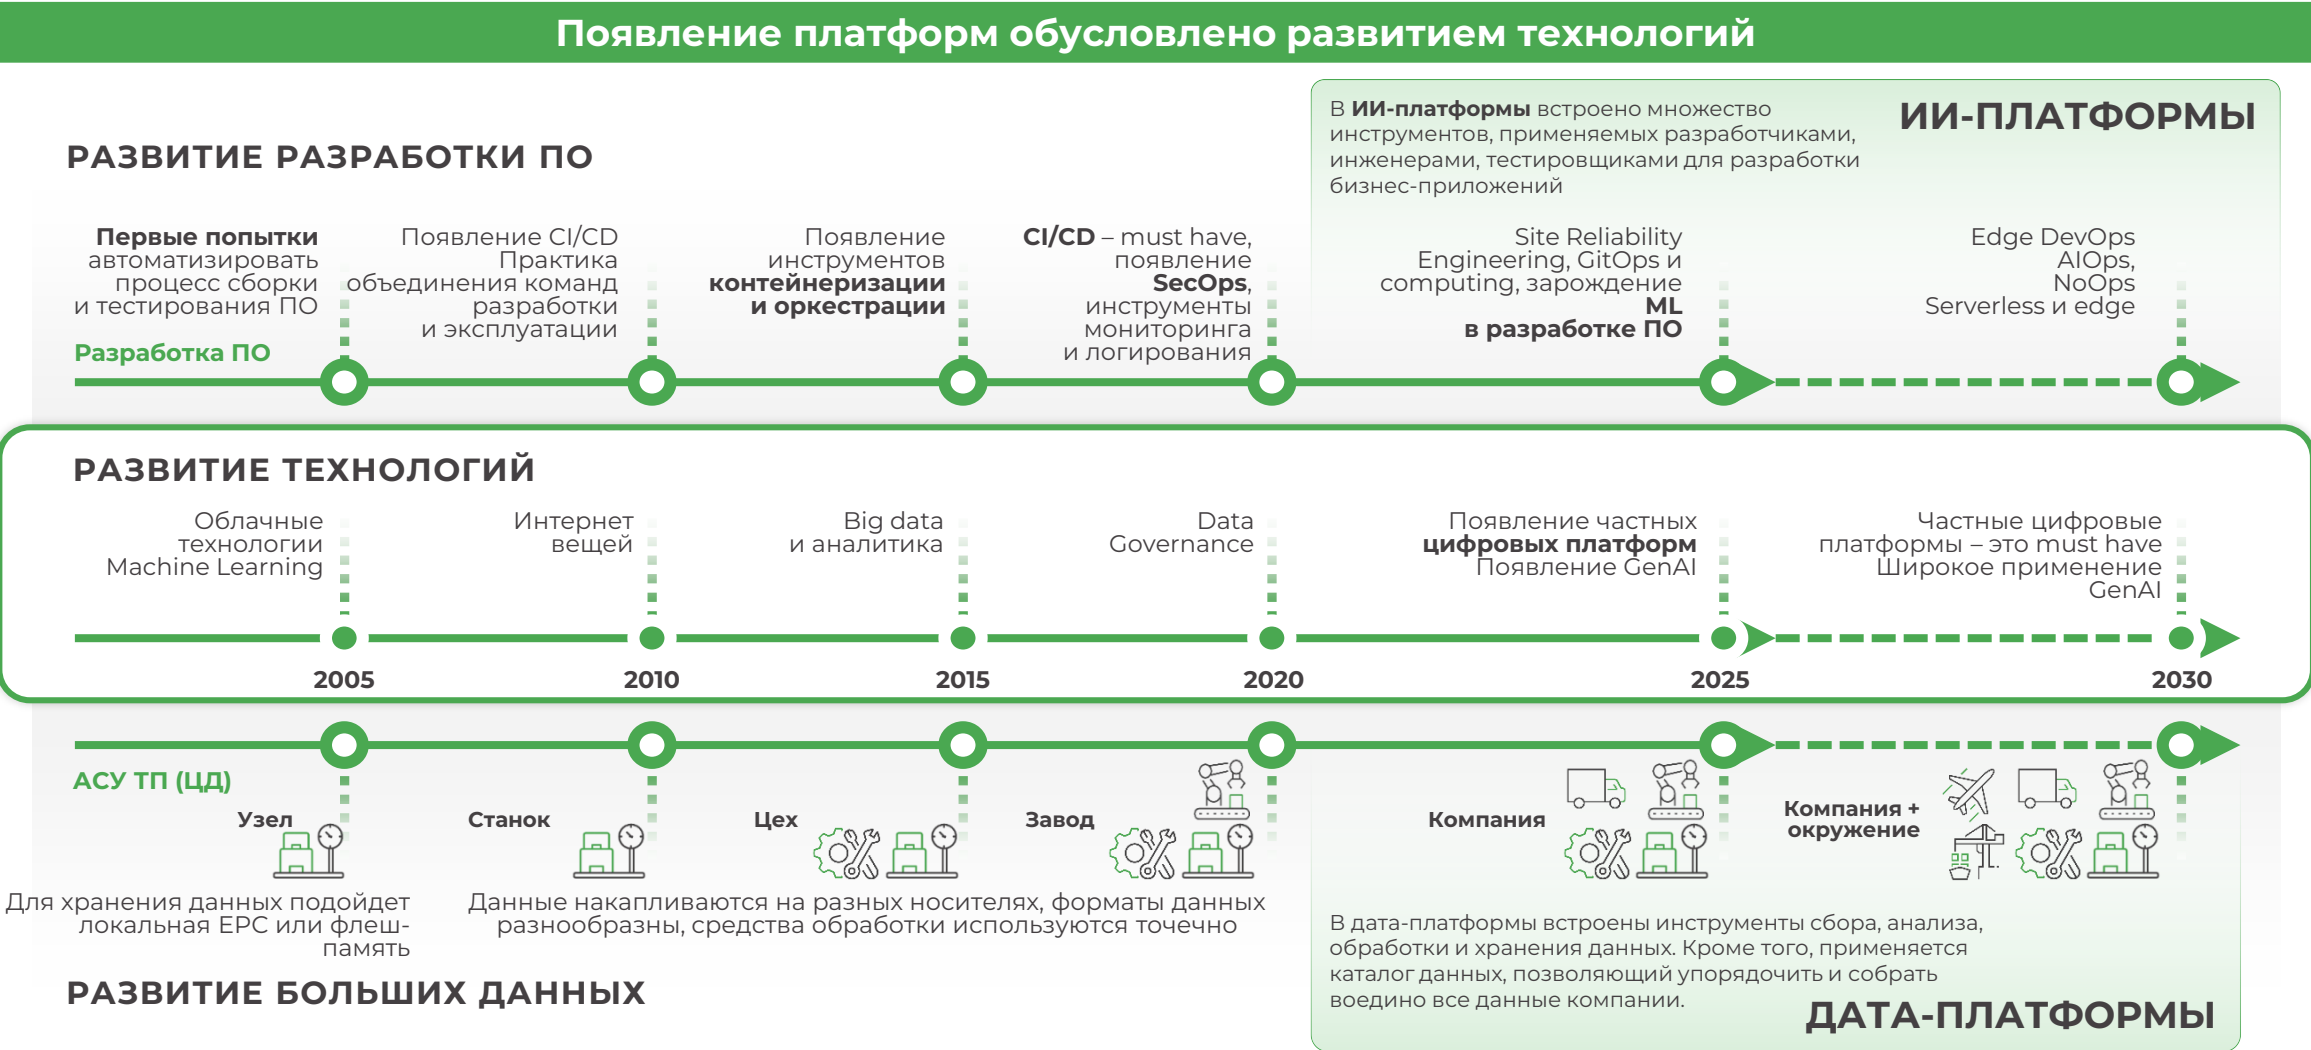 Появление платформ обусловлено развитием технологий
РАЗВИТИЕ РАЗРАБОТКИ ПО
В ИИ-платформы встроено множество
инструментов, применяемых разработчиками,
инженерами, тестировщиками для разработки
бизнес-приложений
ИИ-ПЛАТФОРМЫ
Первые попытки
автоматизировать
процесс сборки
и тестирования ПО
Появление CI/CD
Практика
объединения команд
разработки
и эксплуатации
Появление
инструментов
контейнеризации
и оркестрации
CI/CD – must have,
появление
SecOps,
инструменты
мониторинга
и логирования
Site Reliability
Engineering, GitOps и
computing, зарождение
ML
в разработке ПО
Edge DevOps
AIOps,
NoOps
Serverless и edge
Разработка ПО
РАЗВИТИЕ ТЕХНОЛОГИЙ
Облачные
технологии
Machine Learning
Интернет
вещей
Big data
и аналитика
Data
Governance
Появление частных
цифровых платформ
Появление GenAI
Частные цифровые
платформы – это must have
Широкое применение
GenAI
2005
2010
2015
2020
2025
2030
АСУ ТП (ЦД)
Узел
Станок
Цех
Завод
Компания
Компания +
окружение
Для хранения данных подойдет
локальная EPC или флеш-
память
Данные накапливаются на разных носителях, форматы данных
разнообразны, средства обработки используются точечно
В дата-платформы встроены инструменты сбора, анализа,
обработки и хранения данных. Кроме того, применяется
каталог данных, позволяющий упорядочить и собрать
воедино все данные компании.
РАЗВИТИЕ БОЛЬШИХ ДАННЫХ
ДАТА-ПЛАТФОРМЫ